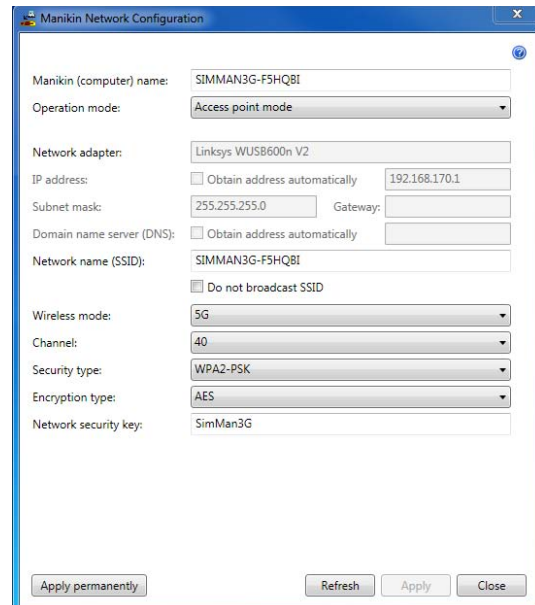 Manikin Network Configuration
x
?
Manikin (computer) name: SIMMAN3G-F5HQBI
Operation mode: Access point mode
Network adapter: Linksys WUSB600n V2
IP address: Obtain address automatically 192.168.170.1
Subnet mask: 255.255.255.0 Gateway:
Domain name server (DNS): Obtain address automatically
Network name (SSID): SIMMAN3G-F5HQBI
Do not broadcast SSID
Wireless mode: 5G
Channel: 40
Security type: WPA2-PSK
Encryption type: AES
Network security key: SimMan3G
Apply permanently Refresh Apply Close